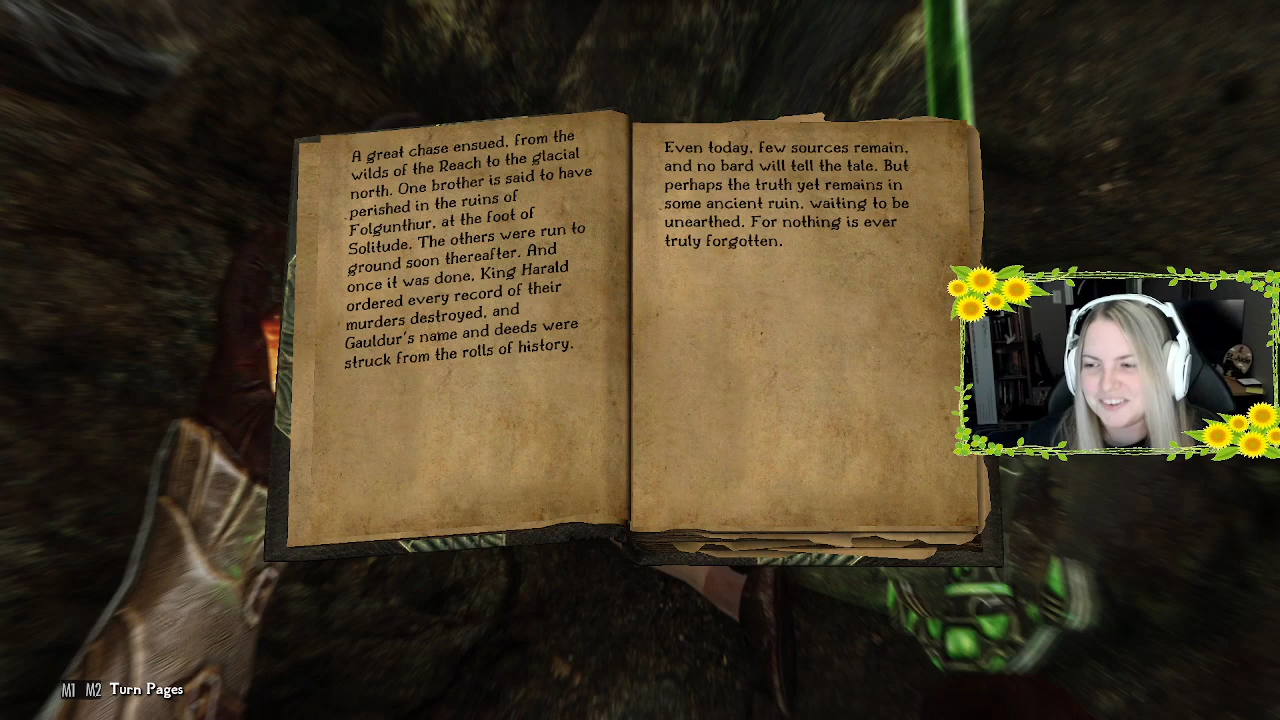 A great chase ensued, from the
wilds of the Reach to the glacial
north. One brother is said to have
perished in the ruins of
Folgunthur, at the foot of
Solitude. The others were run to
ground soon thereafter. And
once it was done, King Harald
ordered every record of their
murders destroyed, and
Gauldur's name and deeds were
struck from the rolls of history.
Even today, few sources remain,
and no bard will tell the tale. But
perhaps the truth yet remains in
some ancient ruin, waiting to be
unearthed. For nothing is ever
truly forgotten.
M1 M2 Turn Pages